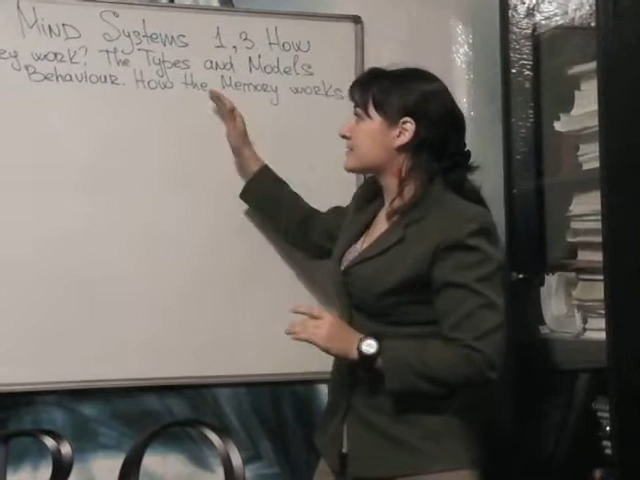 MIND Systems 1,3 How
ey work? The Types and Models
Behaviour. How the Memory works